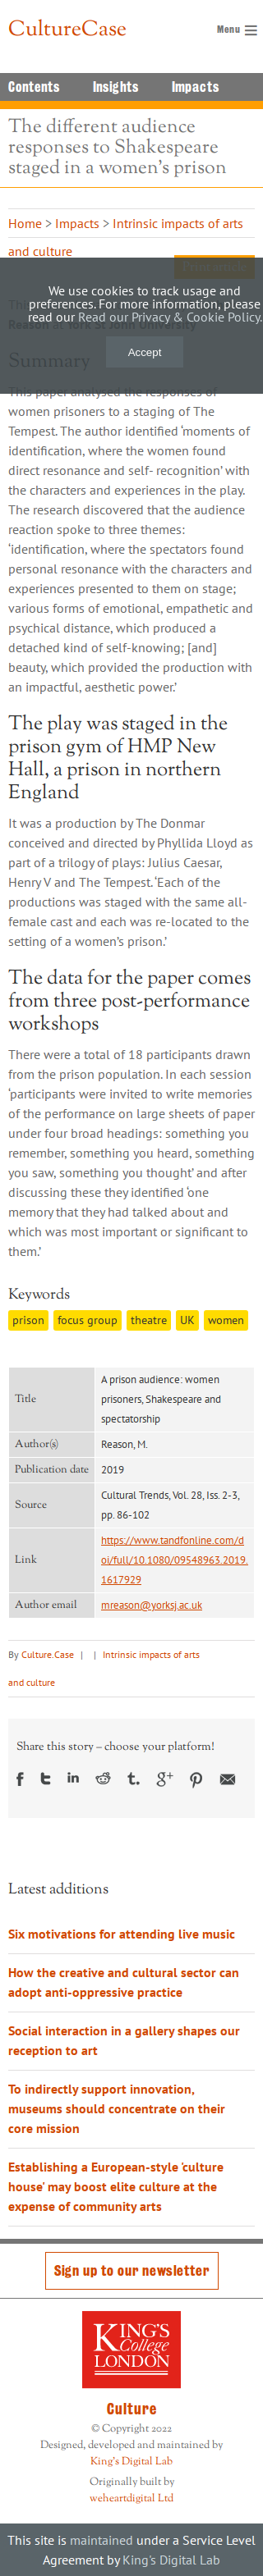 CultureCase
Menu
Contents
Insights
Impacts
The different audience
responses to Shakespeare
staged in a women's prison
Home > Impacts > Intrinsic impacts of arts
and culture
Print article
We use cookies to track usage and
preferences. For more information, please
read our Read our Privacy & Cookie Policy.
Reason at York St John University
Accept
Summary
This paper analysed the responses of
women prisoners to a staging of The
Tempest. The author identified ‘moments of
identification, where the women found
direct resonance and self- recognition’ with
the characters and experiences in the play.
The research discovered that the audience
reaction spoke to three themes:
‘identification, where the spectators found
personal resonance with the characters and
experiences presented to them on stage;
various forms of emotional, empathetic and
psychical distance, which produced a
detached kind of self-knowing; [and]
beauty, which provided the production with
an impactful, aesthetic power.’
The play was staged in the
prison gym of HMP New
Hall, a prison in northern
England
It was a production by The Donmar
conceived and directed by Phyllida Lloyd as
part of a trilogy of plays: Julius Caesar,
Henry V and The Tempest. ‘Each of the
productions was staged with the same all-
female cast and each was re-located to the
setting of a women’s prison.’
The data for the paper comes
from three post-performance
workshops
There were a total of 18 participants drawn
from the prison population. In each session
‘participants were invited to write memories
of the performance on large sheets of paper
under four broad headings: something you
remember, something you heard, something
you saw, something you thought’ and after
discussing these they identified ‘one
memory that they had talked about and
which was most important or significant to
them.’
Keywords
prison focus group theatre UK women
Title
A prison audience: women
prisoners, Shakespeare and
spectatorship
Author(s)
Reason, M.
Publication date
2019
Source
Cultural Trends, Vol. 28, Iss. 2-3,
pp. 86-102
Link
https://www.tandfonline.com/d
oi/full/10.1080/09548963.2019.
1617929
Author email
mreason@yorksj.ac.uk
By Culture.Case | | Intrinsic impacts of arts
and culture
Share this story – choose your platform!
Latest additions
Six motivations for attending live music
How the creative and cultural sector can
adopt anti-oppressive practice
Social interaction in a gallery shapes our
reception to art
To indirectly support innovation,
museums should concentrate on their
core mission
Establishing a European-style 'culture
house' may boost elite culture at the
expense of community arts
Sign up to our newsletter
KING'S
College
LONDON
Culture
© Copyright 2022
Designed, developed and maintained by
King's Digital Lab
Originally built by
weheartdigital Ltd
This site is maintained under a Service Level
Agreement by King's Digital Lab